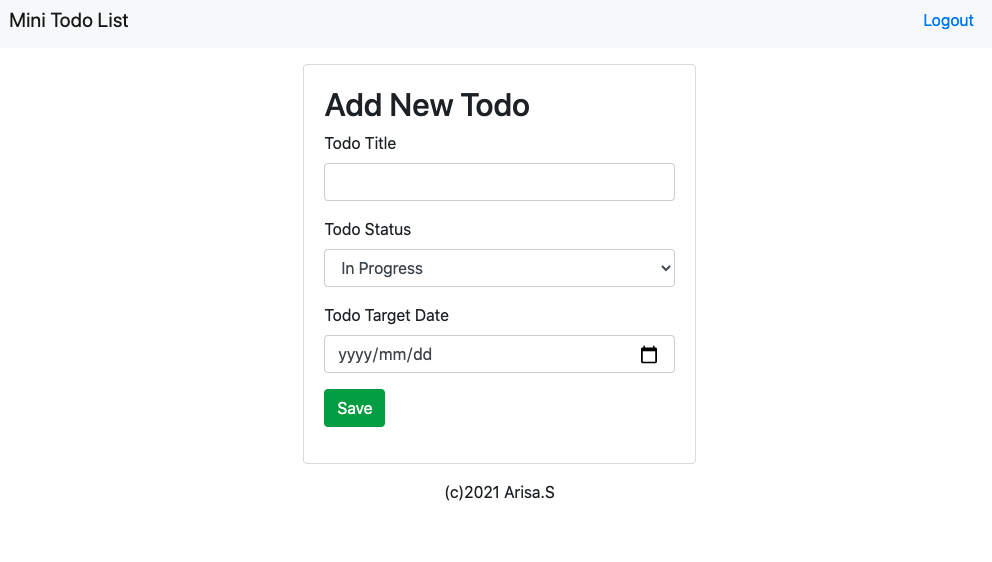 Mini Todo List
Logout
Add New Todo
Todo Title
Todo Status
In Progress
Todo Target Date
yyyy/mm/dd
Save
(c)2021 Arisa.S